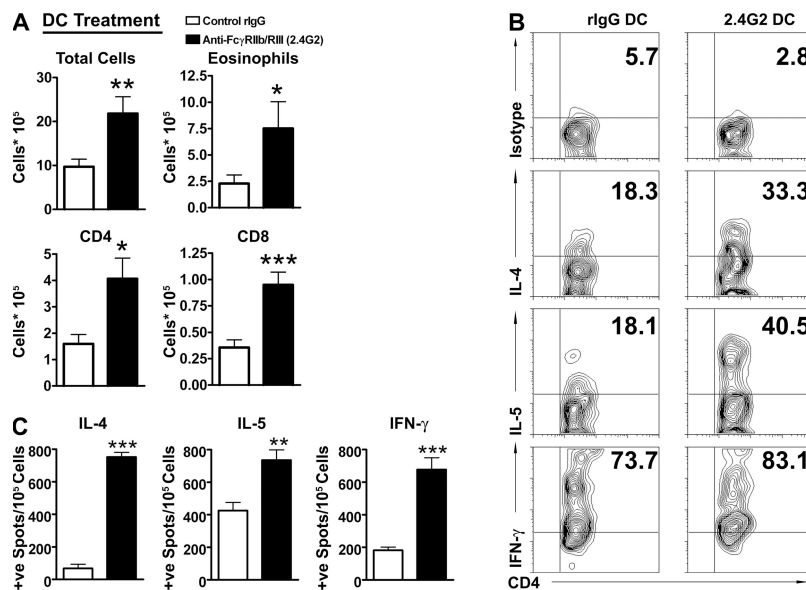 A DC Treatment
Control rIgG
Anti-FcγRIIb/RIII (2.4G2)
Total Cells
Eosinophils
Cells* 10⁵
30
20
10
0
**
Cells* 10⁵
12.5
10.0
7.5
5.0
2.5
0.0
*
CD4
CD8
Cells* 10⁵
6
5
4
3
2
1
0
*
Cells* 10⁵
1.25
1.00
0.75
0.50
0.25
0
***
B
rIgG DC
2.4G2 DC
Isotype
5.7
2.8
IL-4
18.3
33.3
IL-5
18.1
40.5
IFN-γ
73.7
83.1
CD4
C
IL-4
IL-5
IFN-γ
+ve Spots/10⁵ Cells
800
600
400
200
0
***
+ve Spots/10⁵ Cells
800
600
400
200
0
**
+ve Spots/10⁵ Cells
800
600
400
200
0
***